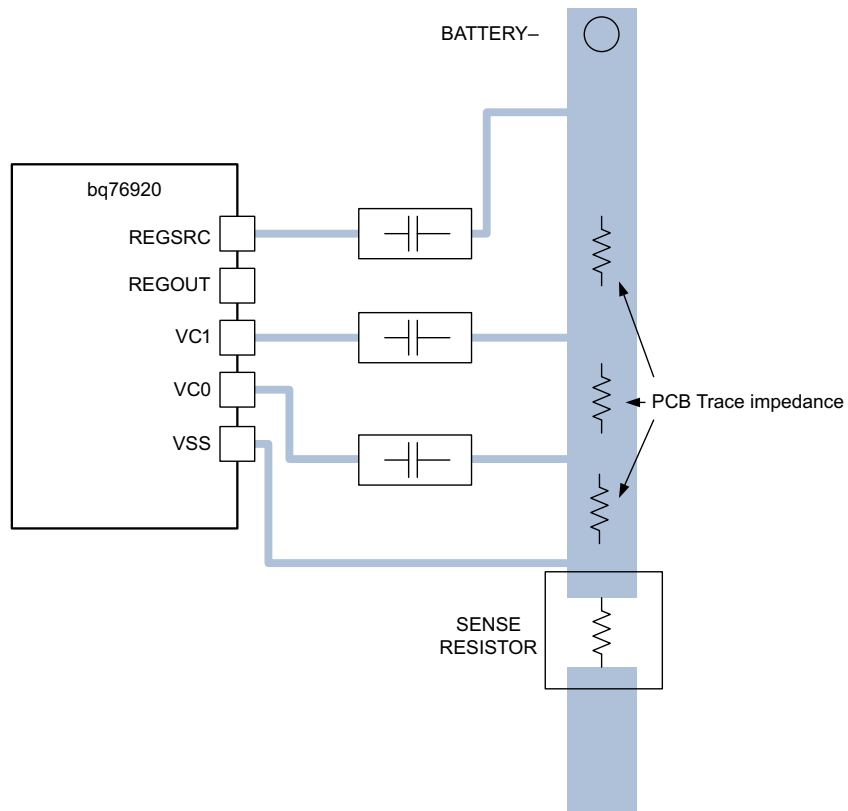 BATTERY–
bq76920
REGSRC
REGOUT
VC1
VC0
VSS
PCB Trace impedance
SENSE
RESISTOR